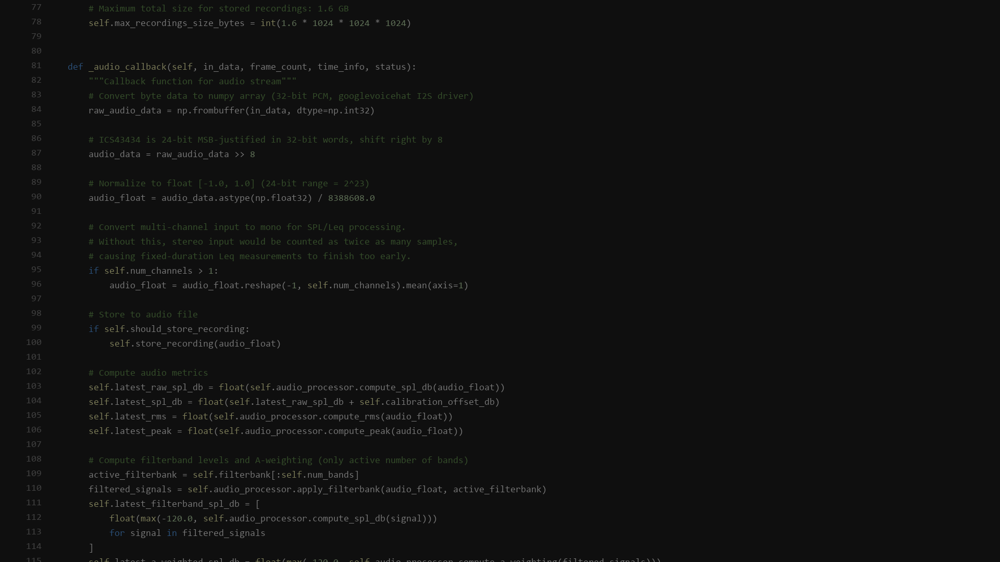 77 # Maximum total size for stored recordings: 1.6 GB
78 self.max_recordings_size_bytes = int(1.6 * 1024 * 1024 * 1024)
79
80
81 def _audio_callback(self, in_data, frame_count, time_info, status):
82 """Callback function for audio stream"""
83 # Convert byte data to numpy array (32-bit PCM, googlevoicehat I2S driver)
84 raw_audio_data = np.frombuffer(in_data, dtype=np.int32)
85
86 # ICS43434 is 24-bit MSB-justified in 32-bit words, shift right by 8
87 audio_data = raw_audio_data >> 8
88
89 # Normalize to float [-1.0, 1.0] (24-bit range = 2^23)
90 audio_float = audio_data.astype(np.float32) / 8388608.0
91
92 # Convert multi-channel input to mono for SPL/Leq processing.
93 # Without this, stereo input would be counted as twice as many samples,
94 # causing fixed-duration Leq measurements to finish too early.
95 if self.num_channels > 1:
96 audio_float = audio_float.reshape(-1, self.num_channels).mean(axis=1)
97
98 # Store to audio file
99 if self.should_store_recording:
100 self.store_recording(audio_float)
101
102 # Compute audio metrics
103 self.latest_raw_spl_db = float(self.audio_processor.compute_spl_db(audio_float))
104 self.latest_spl_db = float(self.latest_raw_spl_db + self.calibration_offset_db)
105 self.latest_rms = float(self.audio_processor.compute_rms(audio_float))
106 self.latest_peak = float(self.audio_processor.compute_peak(audio_float))
107
108 # Compute filterband levels and A-weighting (only active number of bands)
109 active_filterbank = self.filterbank[:self.num_bands]
110 filtered_signals = self.audio_processor.apply_filterbank(audio_float, active_filterbank)
111 self.latest_filterband_spl_db = [
112 float(max(-120.0, self.audio_processor.compute_spl_db(signal)))
113 for signal in filtered_signals
114 ]
115 self.latest_a_weighted_spl_db = float(max(-120.0, self.audio_processor.compute_a_weighting(filtered_signals)))